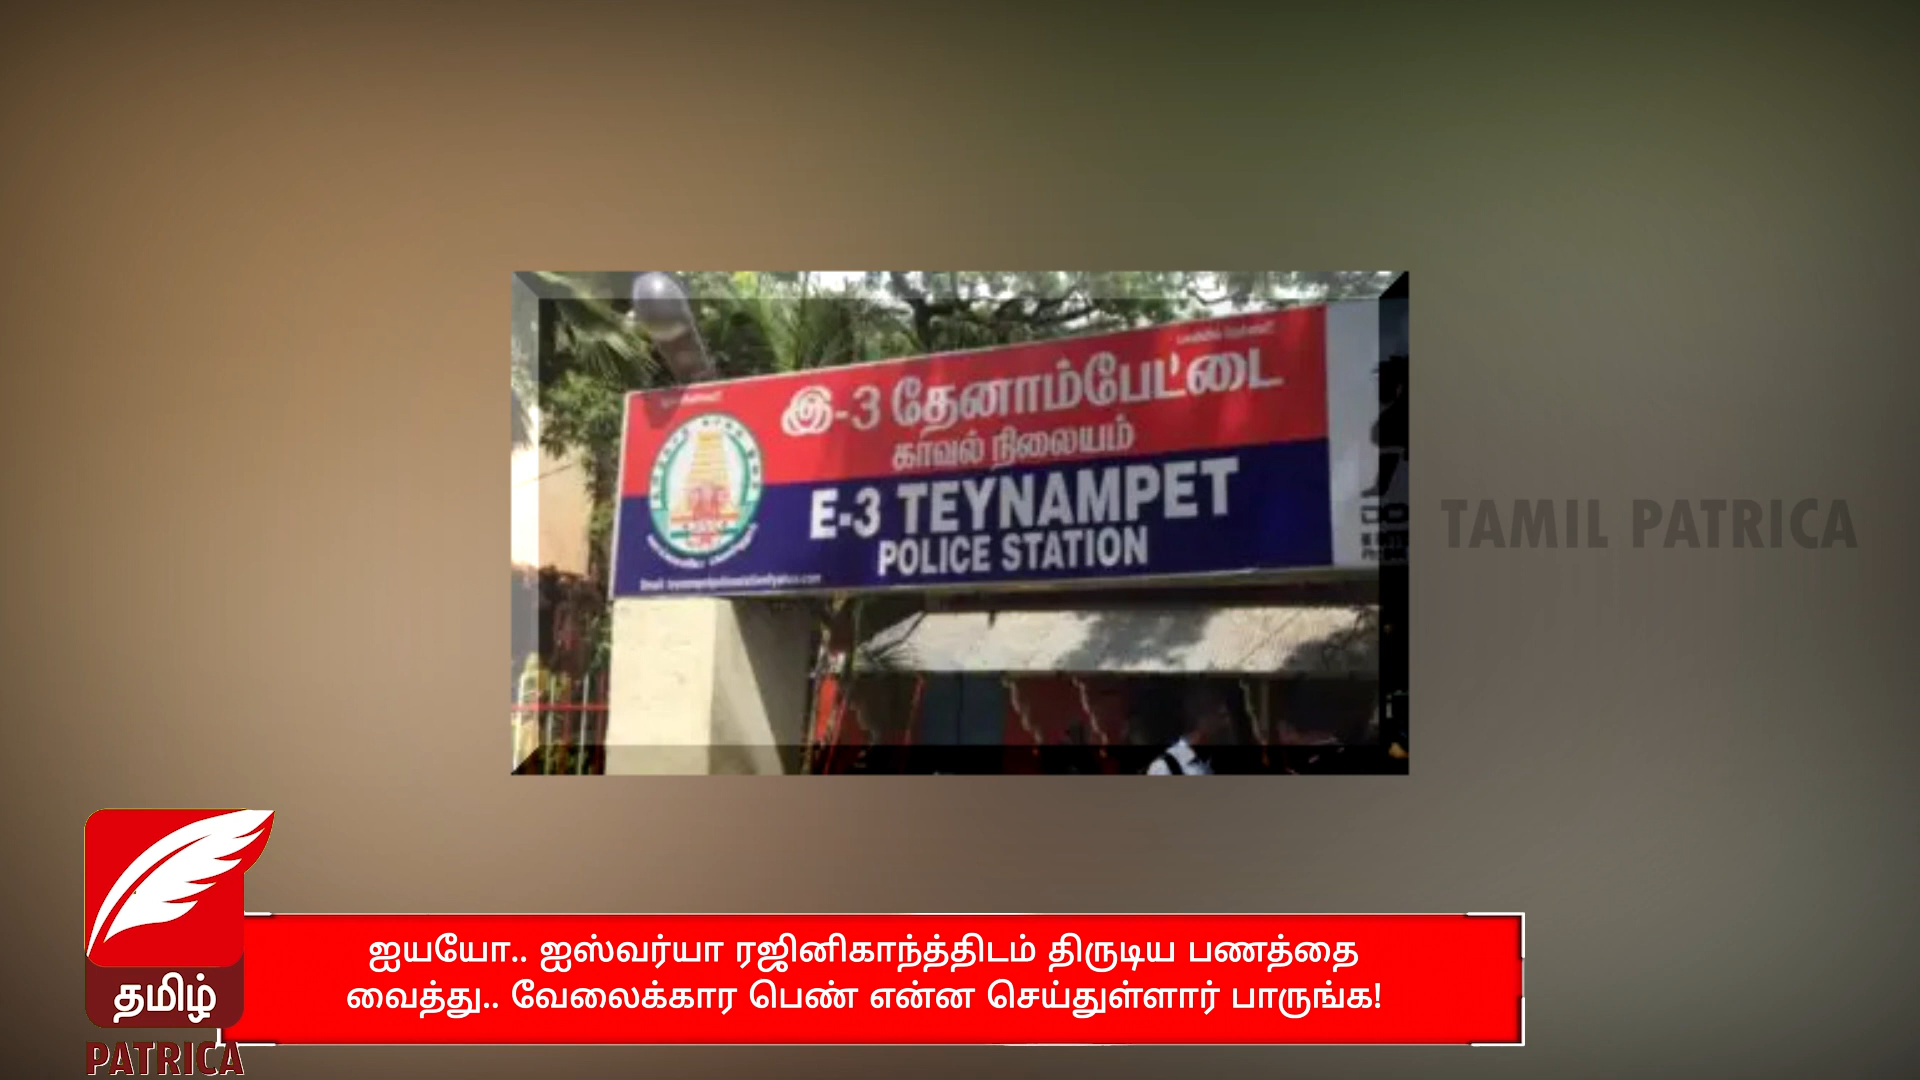 இ-3 தேனாம்பேட்டை
காவல் நிலையம்
E-3 TEYNAMPET
POLICE STATION
TAMIL PATRICA
ஐயயோ.. ஐஸ்வர்யா ரஜினிகாந்த்திடம் திருடிய பணத்தை
வைத்து.. வேலைக்கார பெண் என்ன செய்துள்ளார் பாருங்க!
தமிழ்
PATRICA